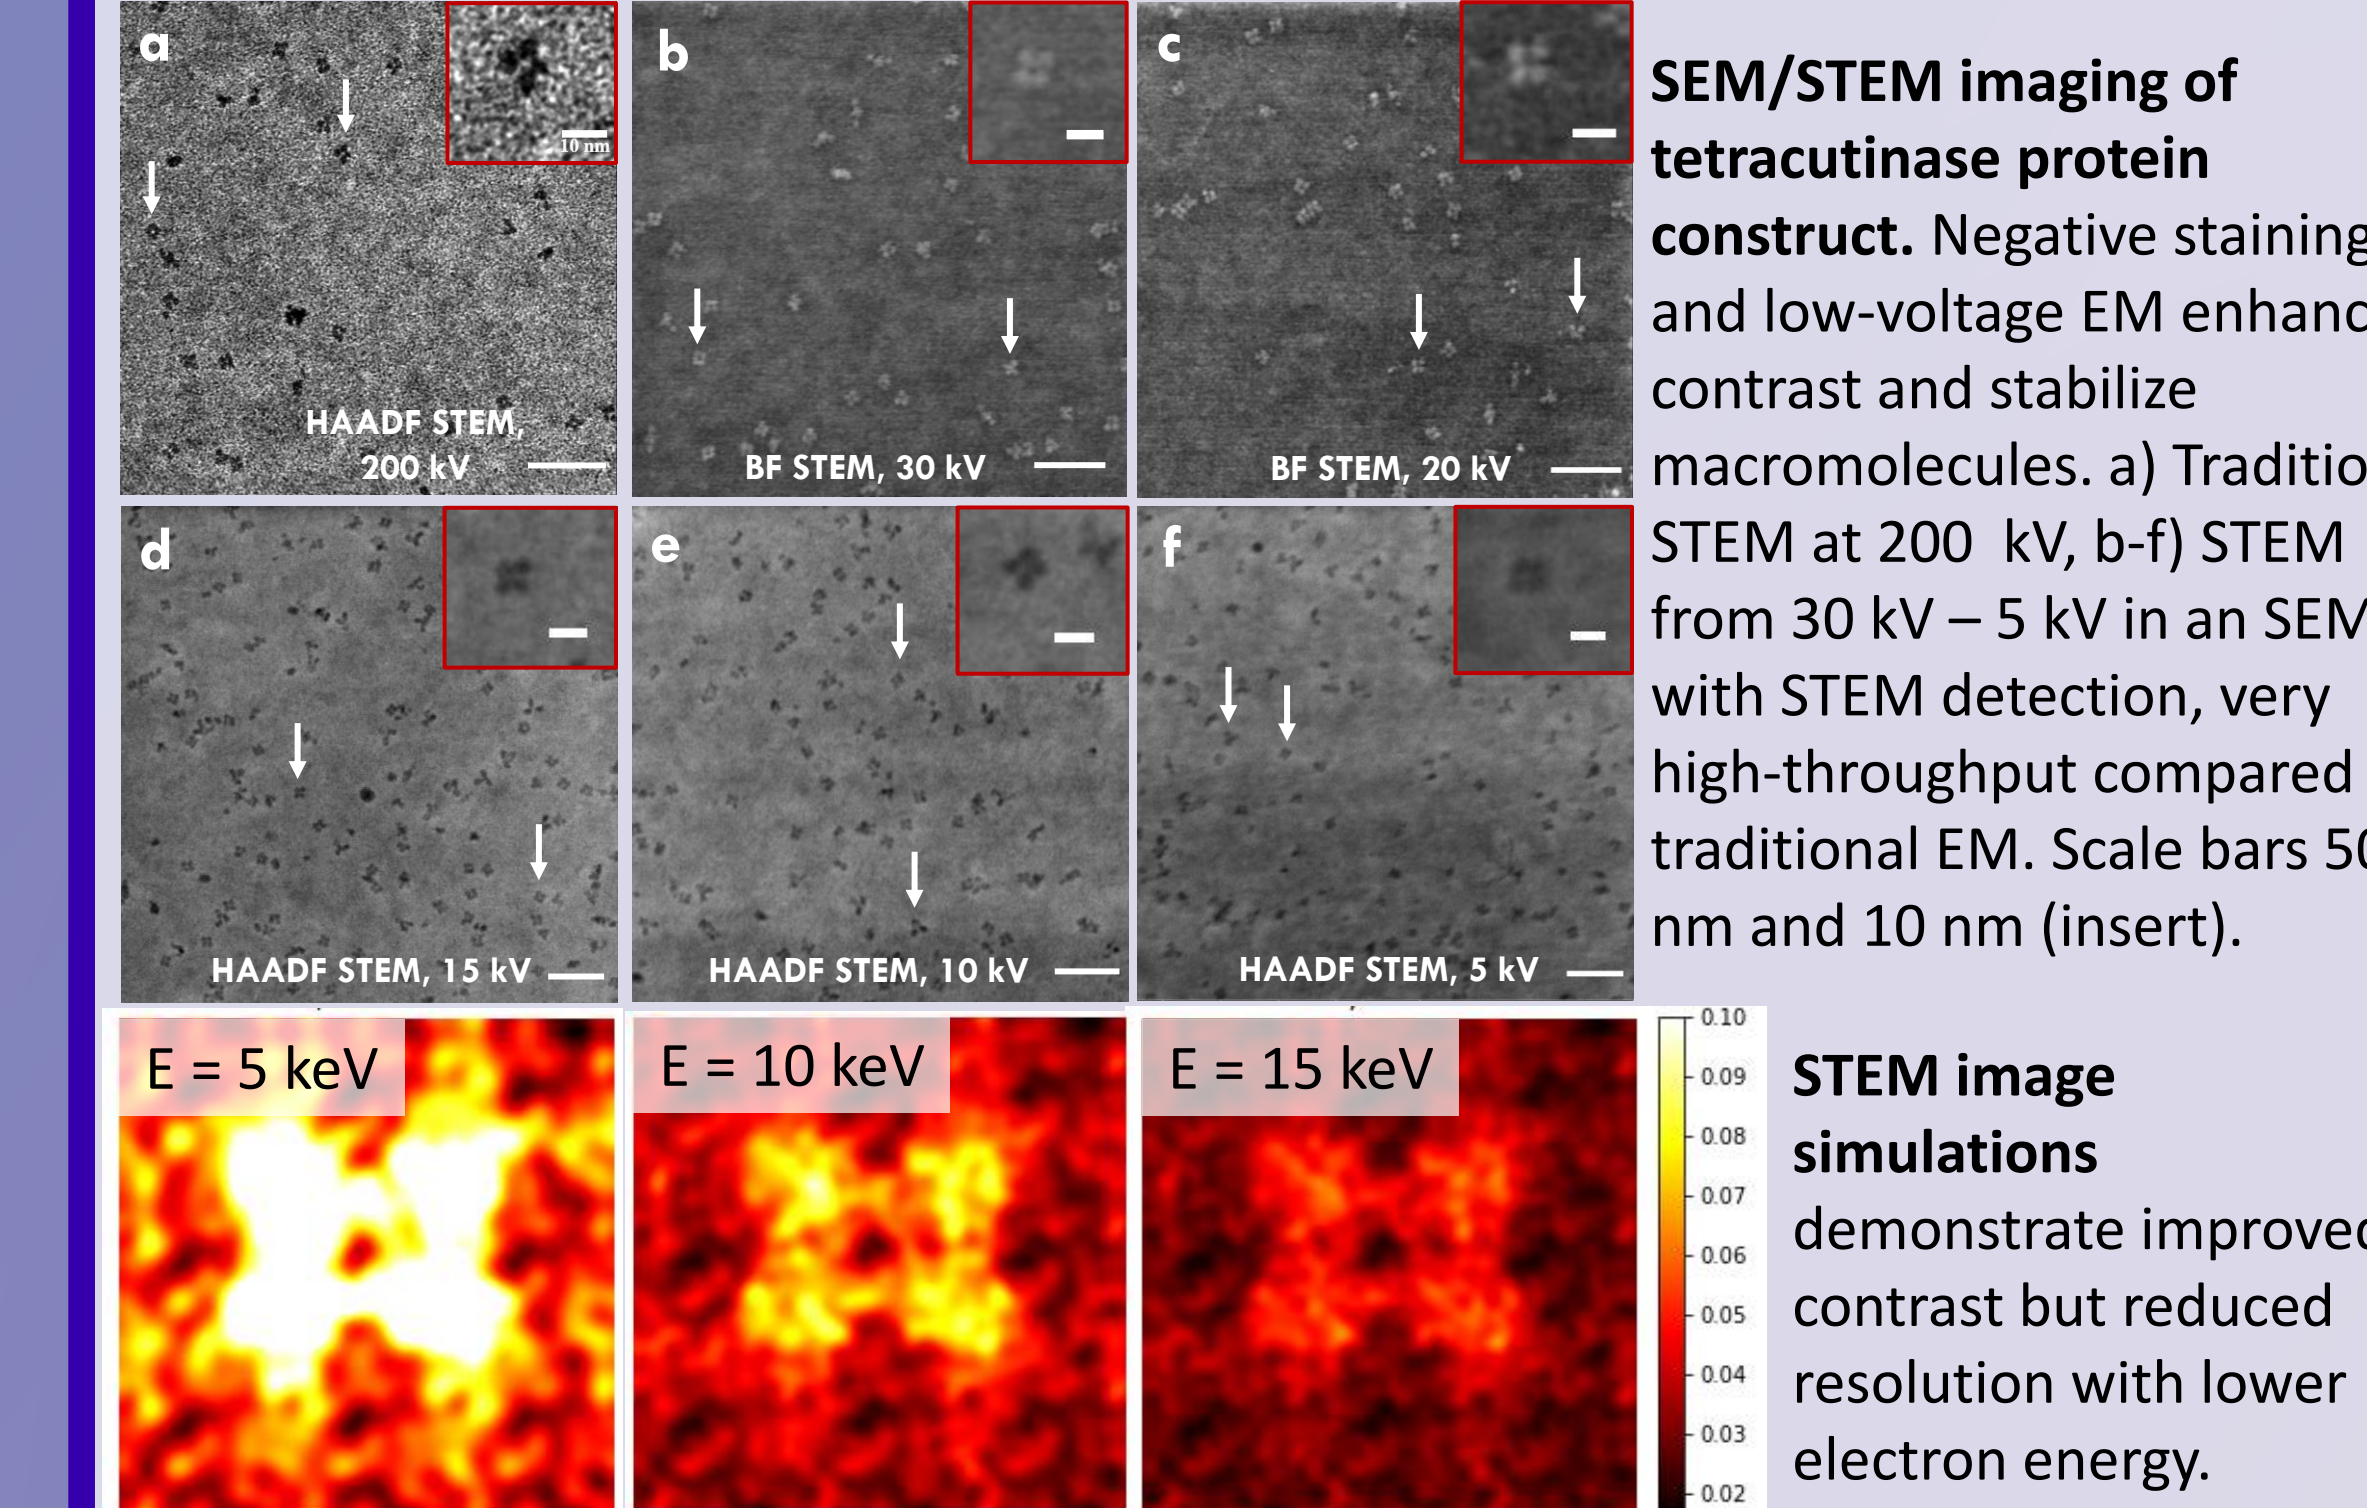 a
10 nm
HAADF STEM,
200 kV
b
BF STEM, 30 kV
c
BF STEM, 20 kV
SEM/STEM imaging of
tetracutinase protein
construct. Negative staining
and low-voltage EM enhanc
contrast and stabilize
macromolecules. a) Traditio
STEM at 200 kV, b-f) STEM
from 30 kV – 5 kV in an SEM
with STEM detection, very
high-throughput compared
traditional EM. Scale bars 50
nm and 10 nm (insert).
d
HAADF STEM, 15 kV
e
HAADF STEM, 10 kV
f
HAADF STEM, 5 kV
E = 5 keV
E = 10 keV
E = 15 keV
0.10
0.09
0.08
0.07
0.06
0.05
0.04
0.03
0.02
STEM image
simulations
demonstrate improved
contrast but reduced
resolution with lower
electron energy.